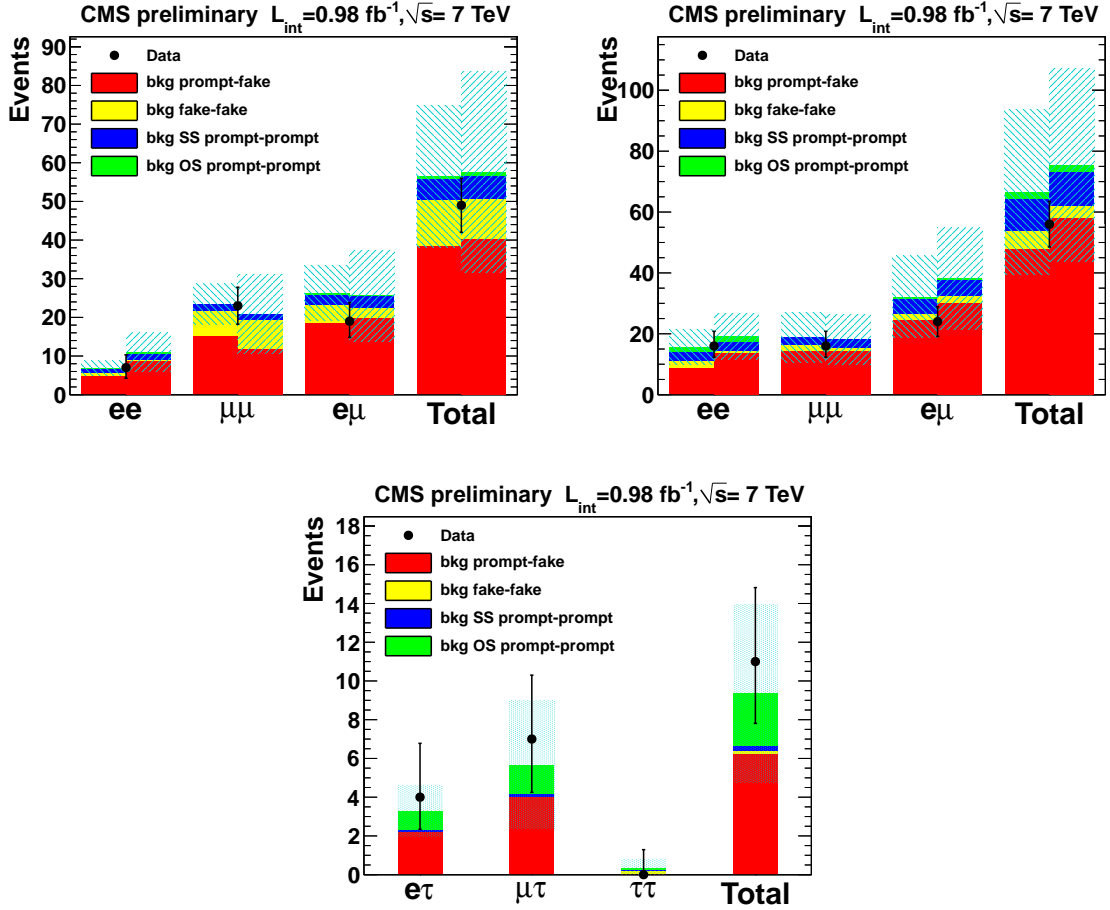 CMS preliminary L_int=0.98 fb⁻¹,√s= 7 TeV
Events
90
80
70
60
50
40
30
20
10
0
Data
bkg prompt-fake
bkg fake-fake
bkg SS prompt-prompt
bkg OS prompt-prompt
ee μμ eμ Total
CMS preliminary L_int=0.98 fb⁻¹,√s= 7 TeV
Events
100
80
60
40
20
0
Data
bkg prompt-fake
bkg fake-fake
bkg SS prompt-prompt
bkg OS prompt-prompt
ee μμ eμ Total
CMS preliminary L_int=0.98 fb⁻¹,√s= 7 TeV
Events
18
16
14
12
10
8
6
4
2
0
Data
bkg prompt-fake
bkg fake-fake
bkg SS prompt-prompt
bkg OS prompt-prompt
eτ μτ ττ Total